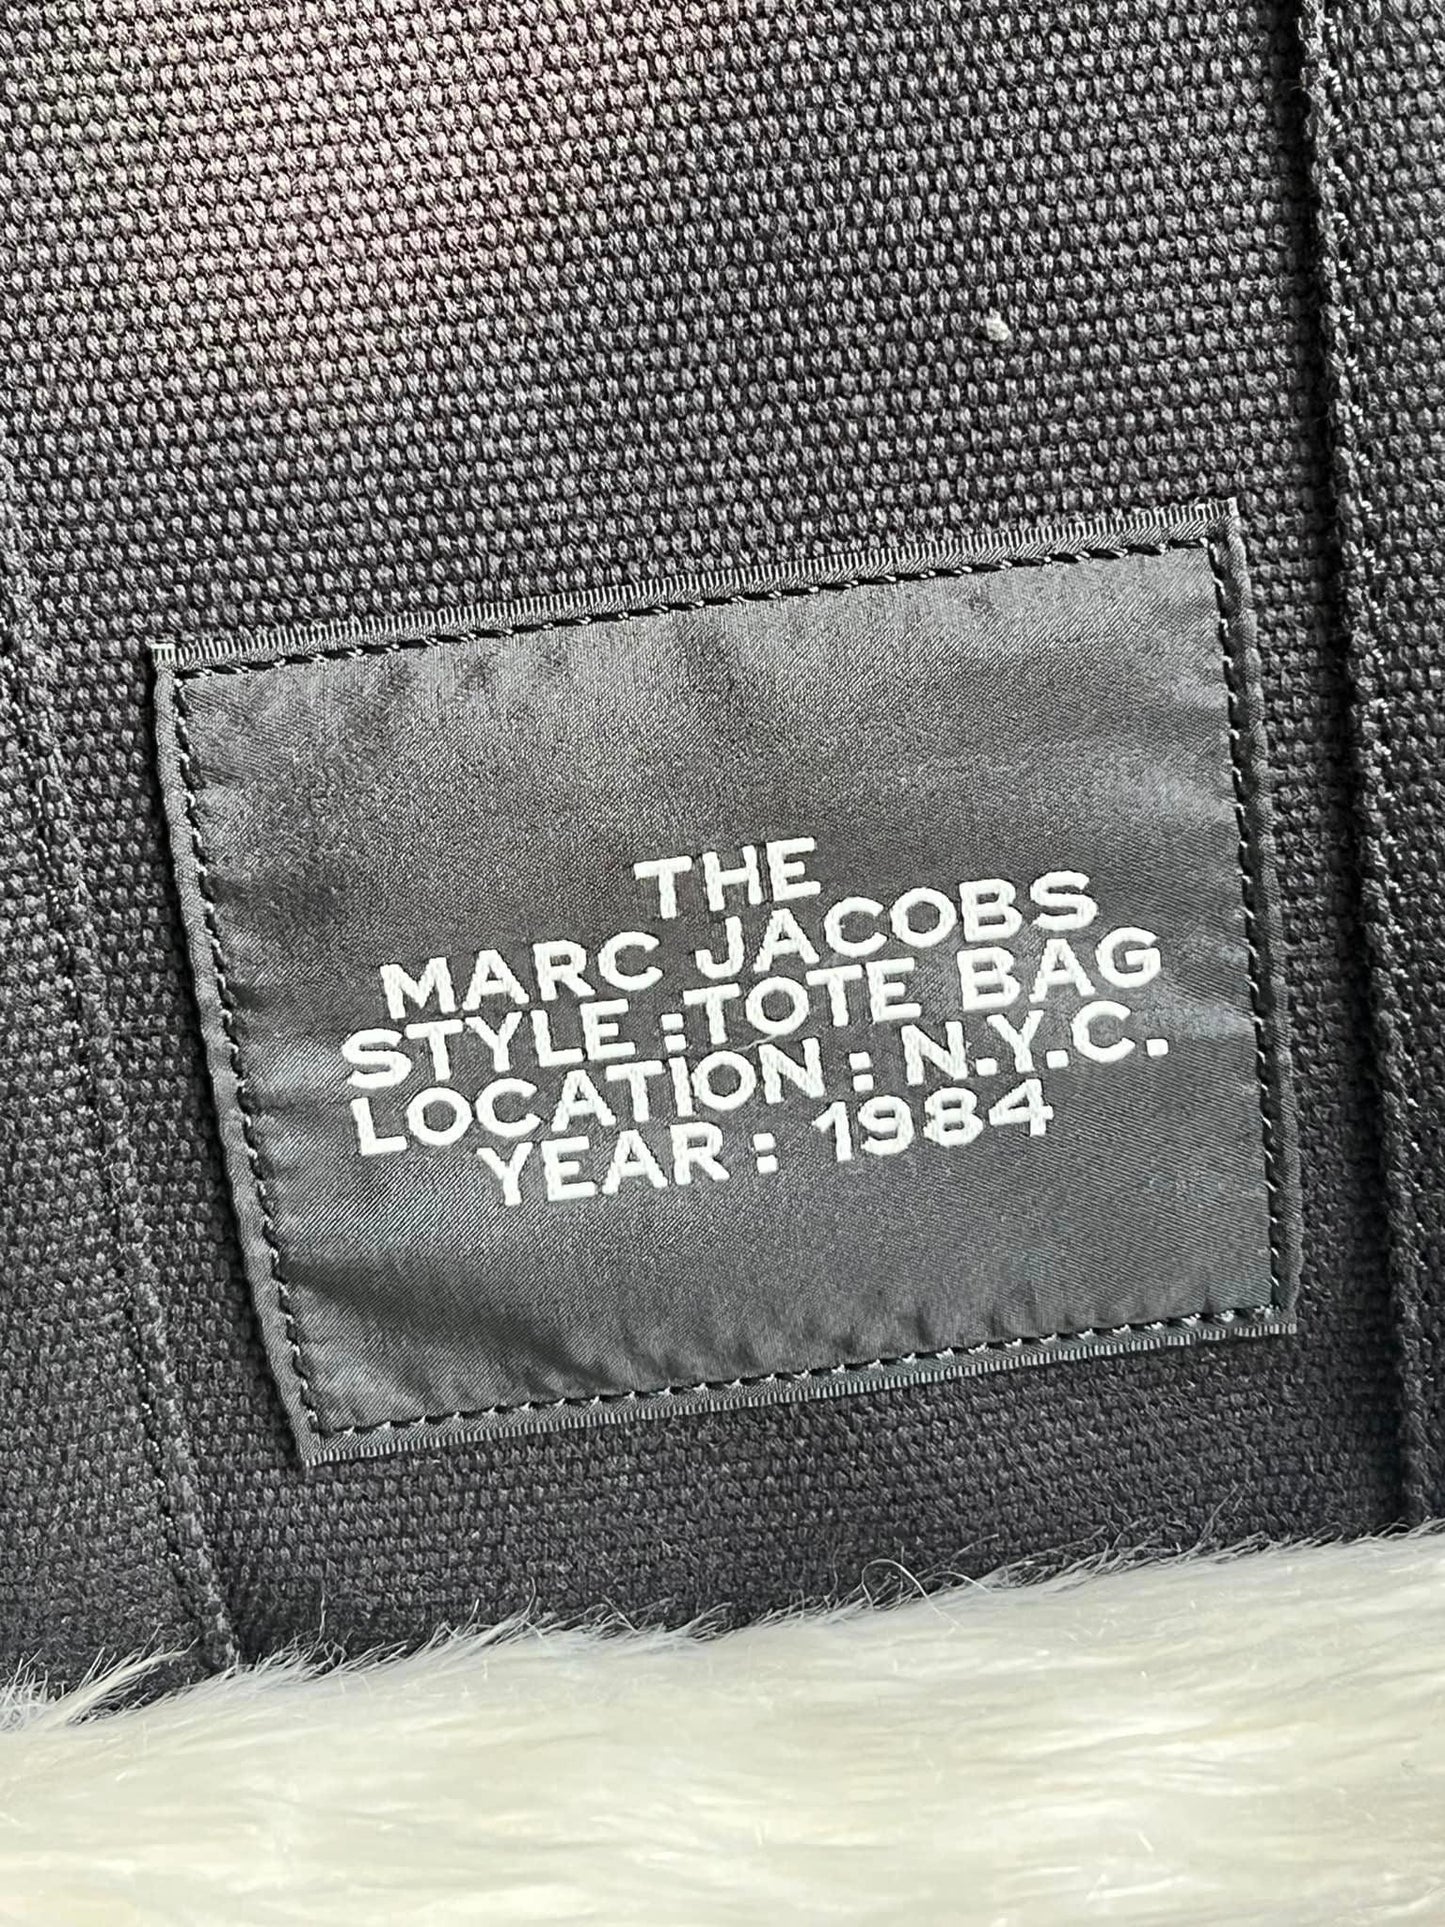 THE
MARC JACOBS
STYLE : TOTE BAG
LOCATION : N.Y.C.
YEAR : 1984